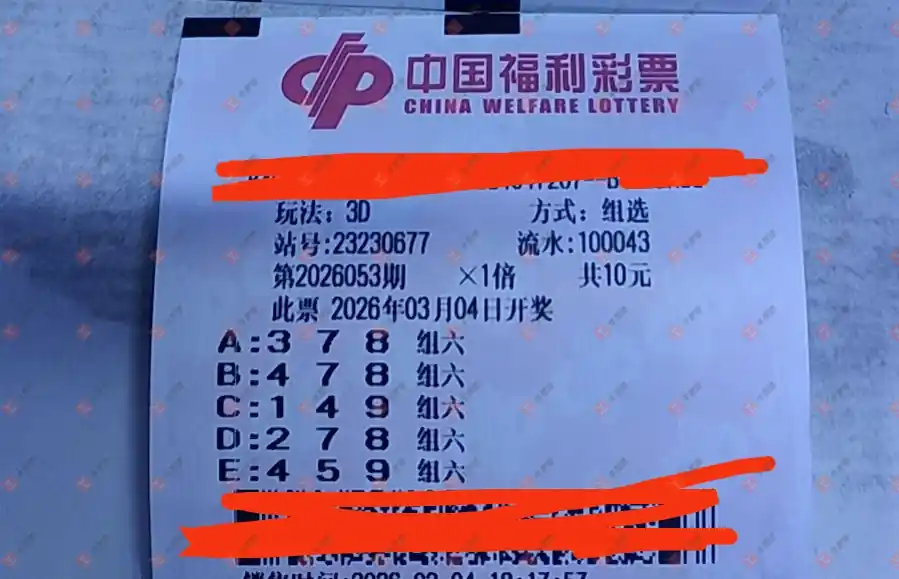 中国福利彩票
CHINA WELFARE LOTTERY
玩法：3D 方式：组选
站号:23230677 流水:100043
第2026053期 ×1倍 共10元
此票 2026年03月04日开奖
A:3 7 8 组六
B:4 7 8 组六
C:1 4 9 组六
D:2 7 8 组六
E:4 5 9 组六